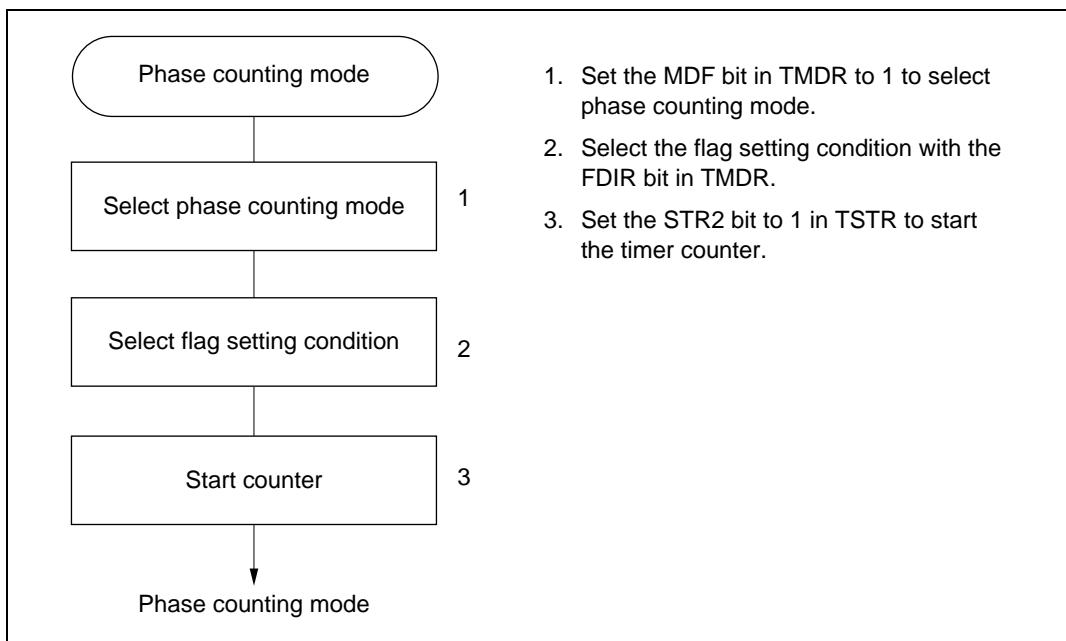 Phase counting mode
Select phase counting mode
1
Select flag setting condition
2
Start counter
3
Phase counting mode
1. Set the MDF bit in TMDR to 1 to select
phase counting mode.
2. Select the flag setting condition with the
FDIR bit in TMDR.
3. Set the STR2 bit to 1 in TSTR to start
the timer counter.